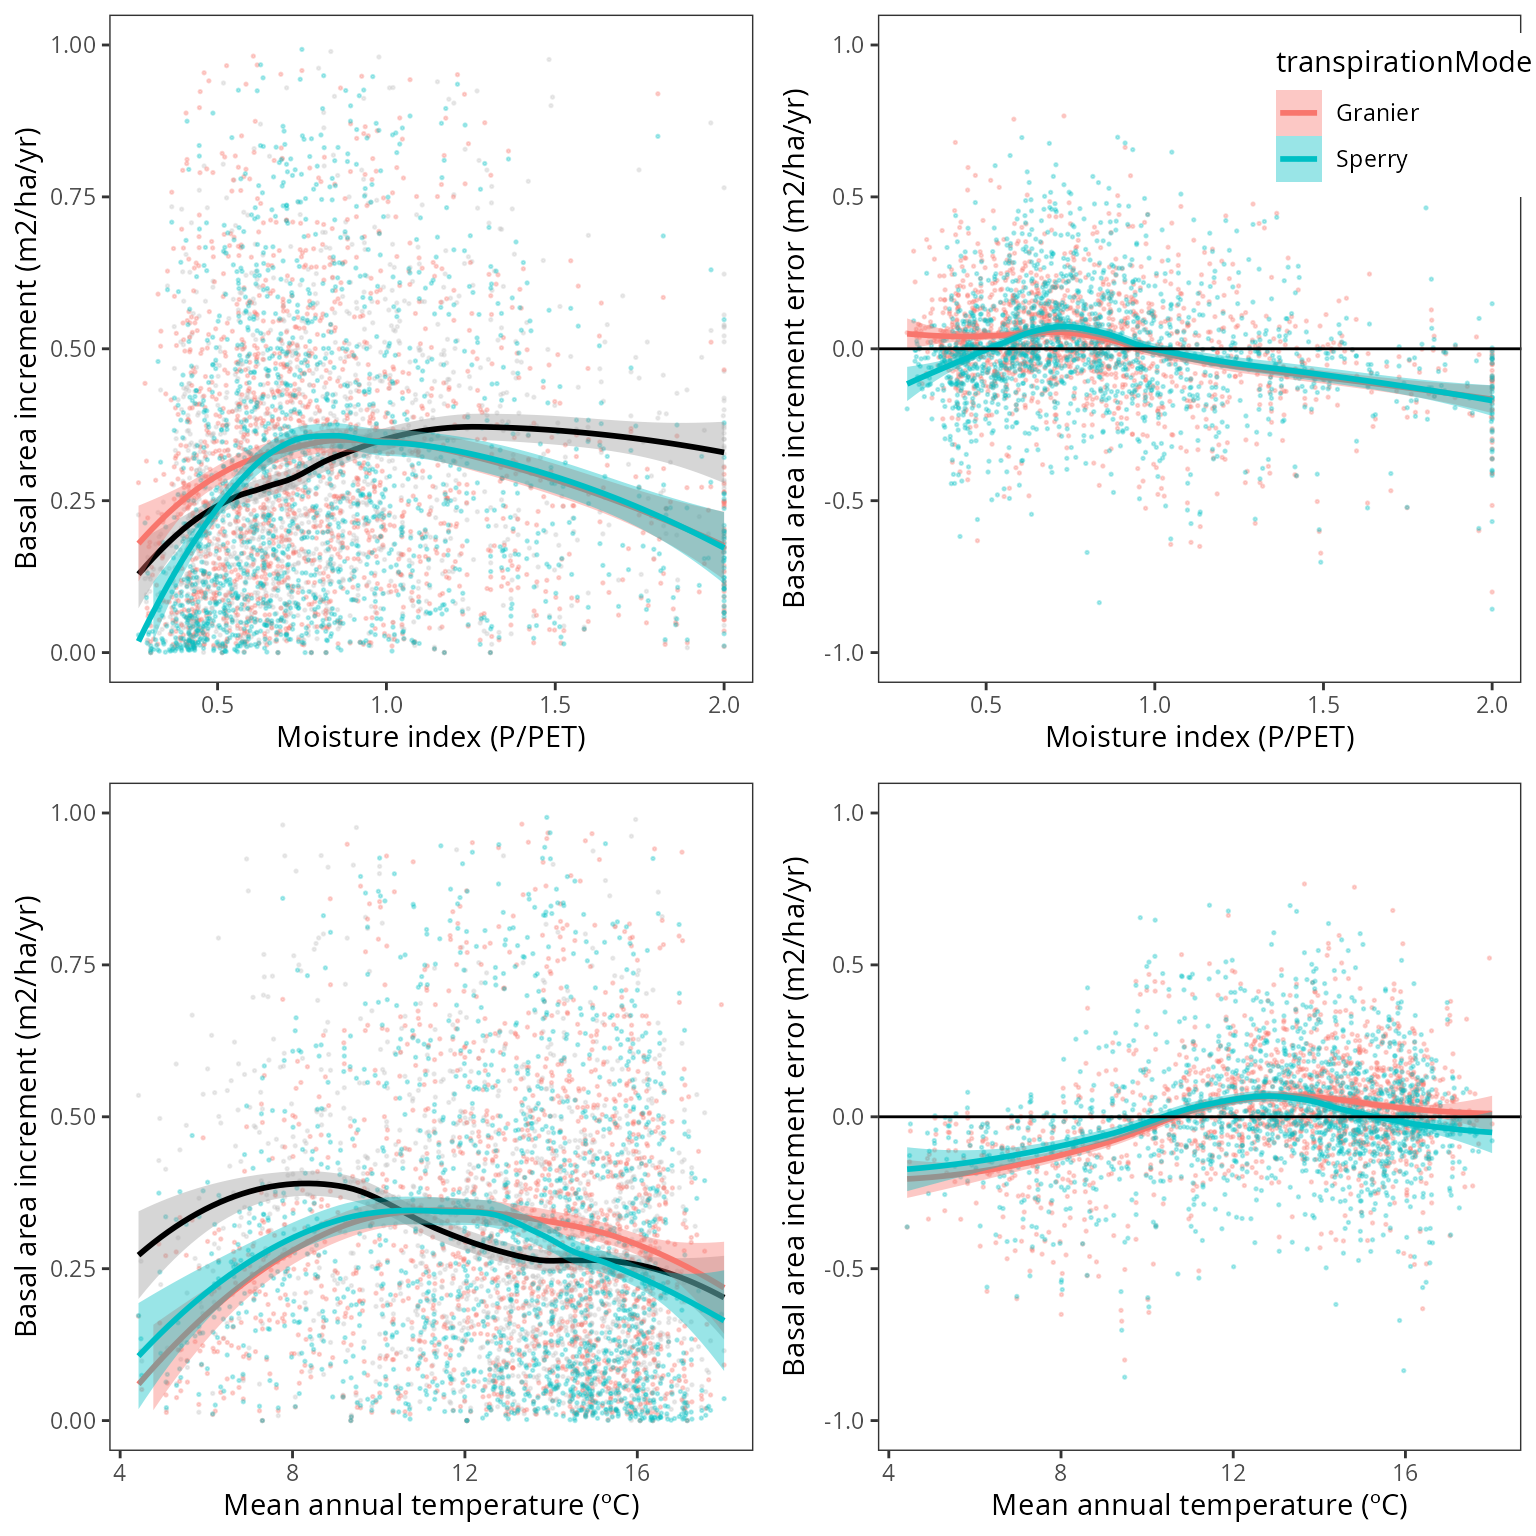 Basal area increment (m2/ha/yr)
1.00
0.75
0.50
0.25
0.00
0.5 1.0 1.5 2.0
Moisture index (P/PET)
Basal area increment error (m2/ha/yr)
1.0
0.5
0.0
-0.5
-1.0
0.5 1.0 1.5 2.0
Moisture index (P/PET)
transpirationMode
Granier
Sperry
Basal area increment (m2/ha/yr)
1.00
0.75
0.50
0.25
0.00
4 8 12 16
Mean annual temperature (ºC)
Basal area increment error (m2/ha/yr)
1.0
0.5
0.0
-0.5
-1.0
4 8 12 16
Mean annual temperature (ºC)